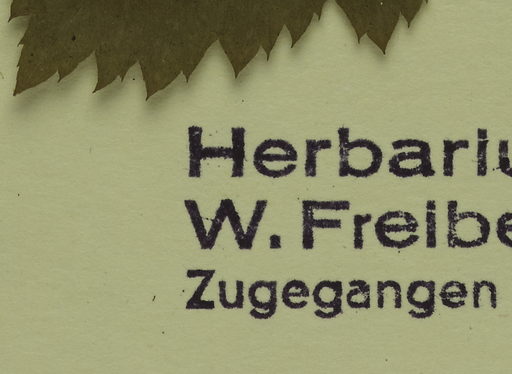 Herbariu
W. Freibe
Zugegangen